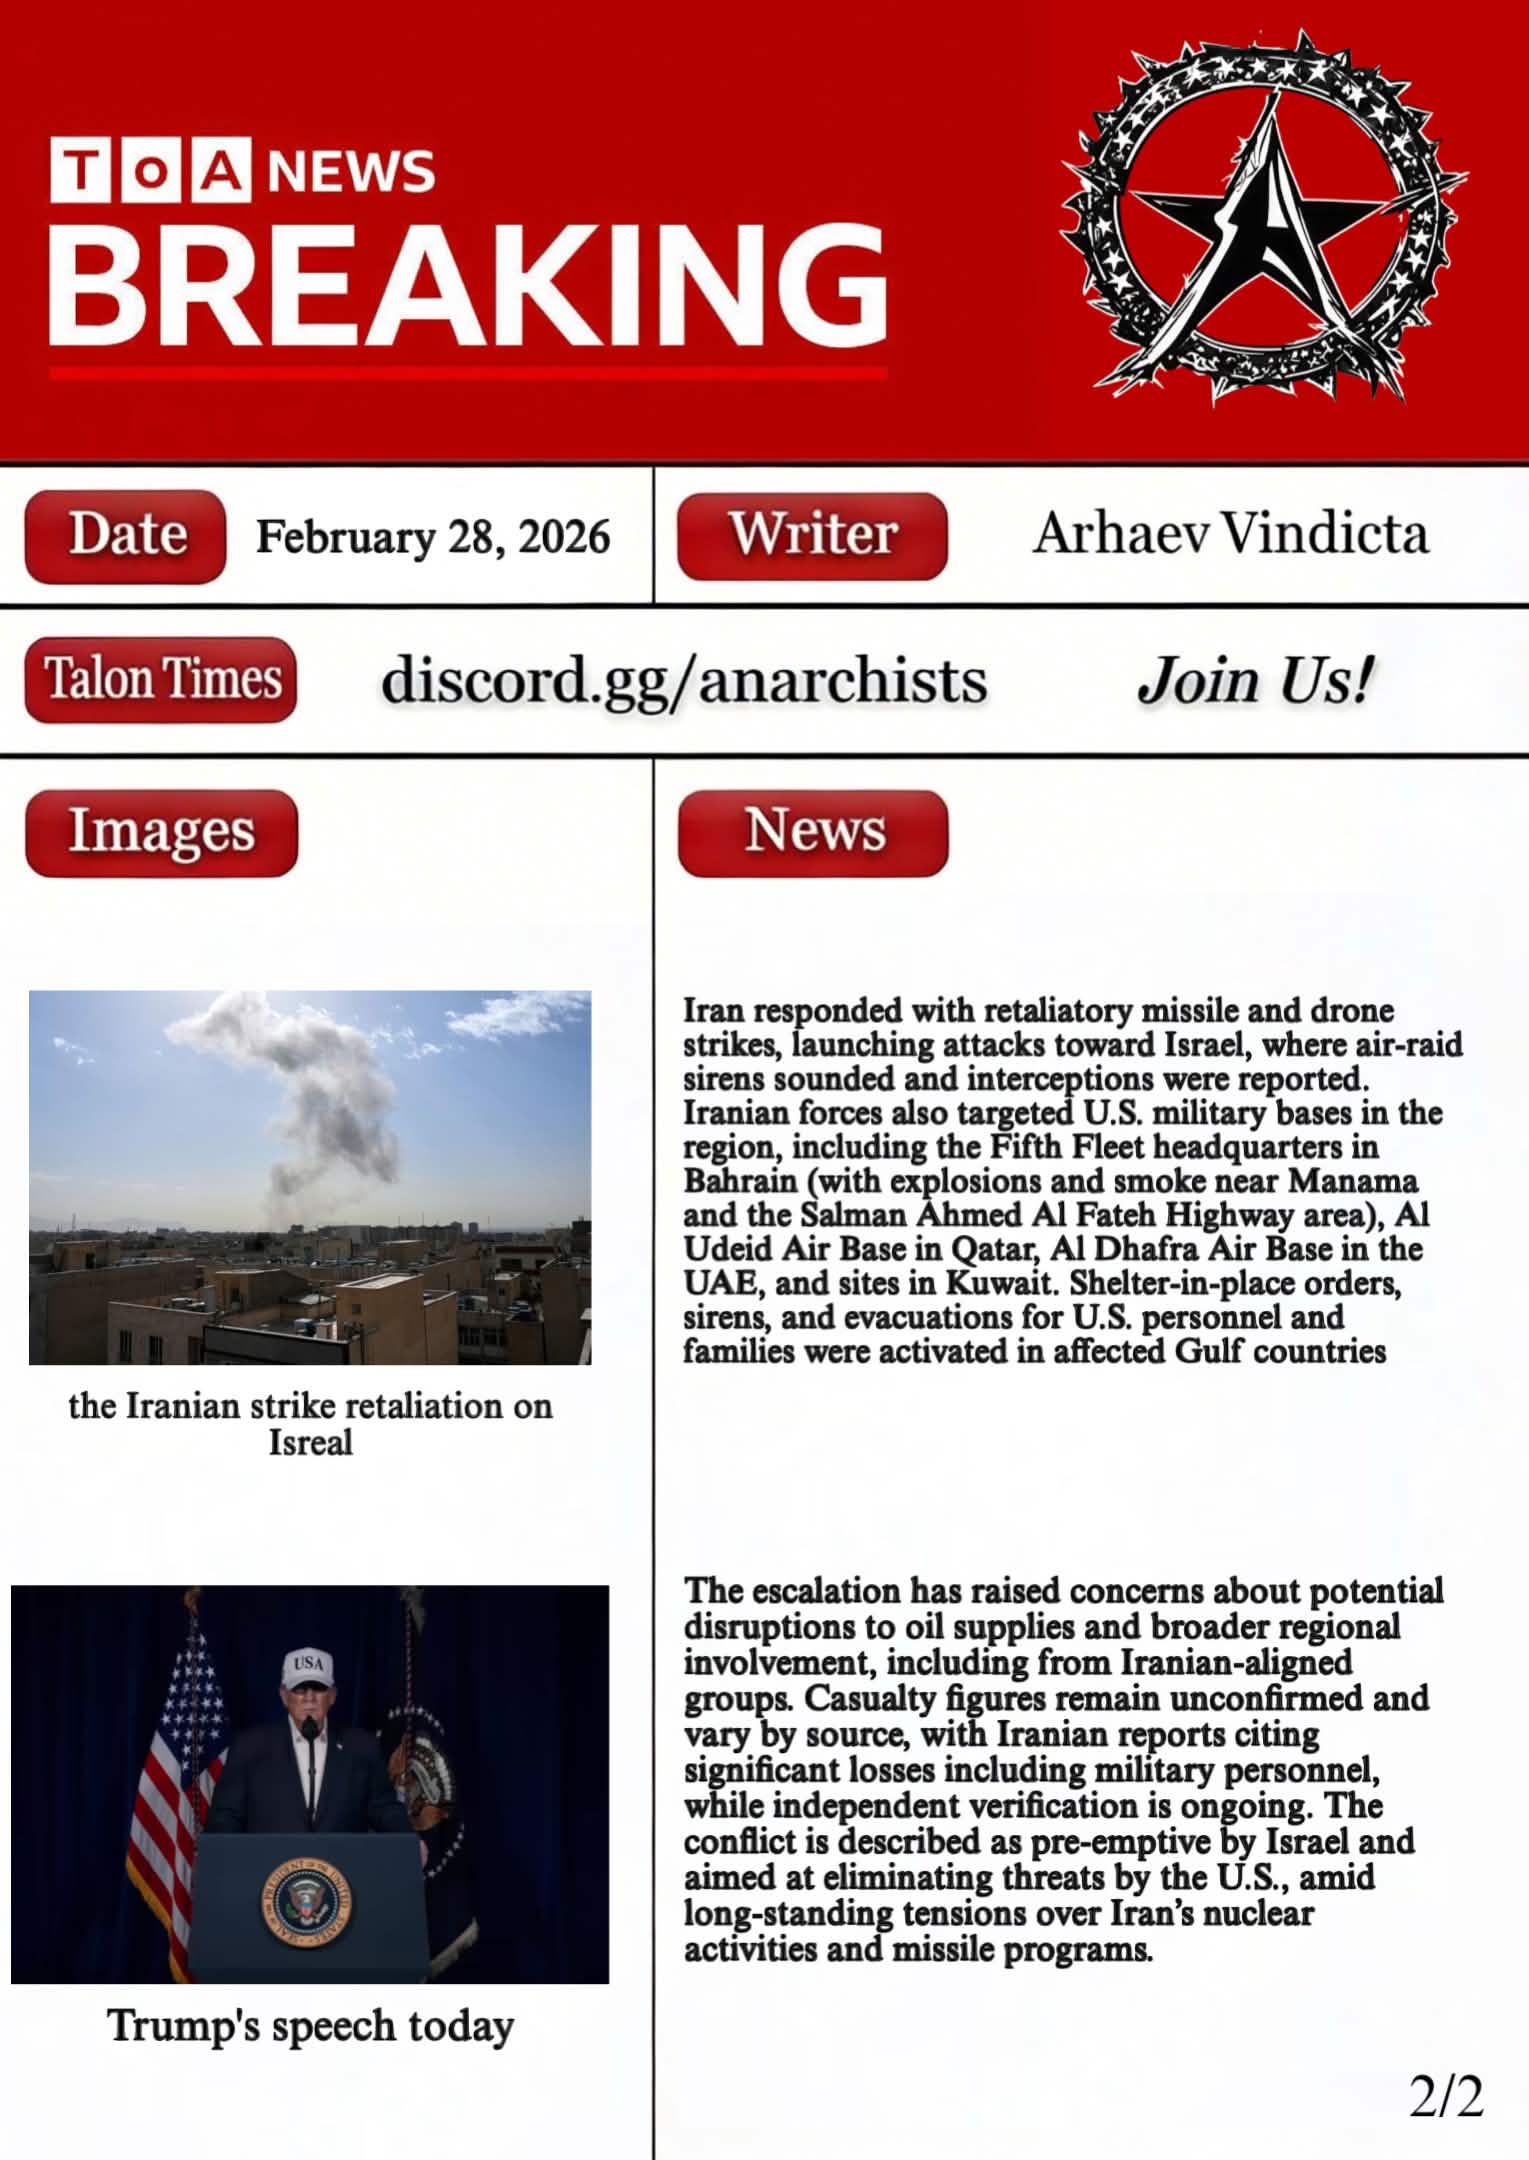 ToA NEWS
BREAKING
Date
February 28, 2026
Writer
Arhaev Vindicta
Talon Times
discord.gg/anarchists
Join Us!
Images
News
Iran responded with retaliatory missile and drone
strikes, launching attacks toward Israel, where air-raid
sirens sounded and interceptions were reported.
Iranian forces also targeted U.S. military bases in the
region, including the Fifth Fleet headquarters in
Bahrain (with explosions and smoke near Manama
and the Salman Ahmed Al Fateh Highway area), Al
Udeid Air Base in Qatar, Al Dhafra Air Base in the
UAE, and sites in Kuwait. Shelter-in-place orders,
sirens, and evacuations for U.S. personnel and
families were activated in affected Gulf countries
the Iranian strike retaliation on
Isreal
The escalation has raised concerns about potential
disruptions to oil supplies and broader regional
involvement, including from Iranian-aligned
groups. Casualty figures remain unconfirmed and
vary by source, with Iranian reports citing
significant losses including military personnel,
while independent verification is ongoing. The
conflict is described as pre-emptive by Israel and
aimed at eliminating threats by the U.S., amid
long-standing tensions over Iran's nuclear
activities and missile programs.
USA
Trump's speech today
2/2